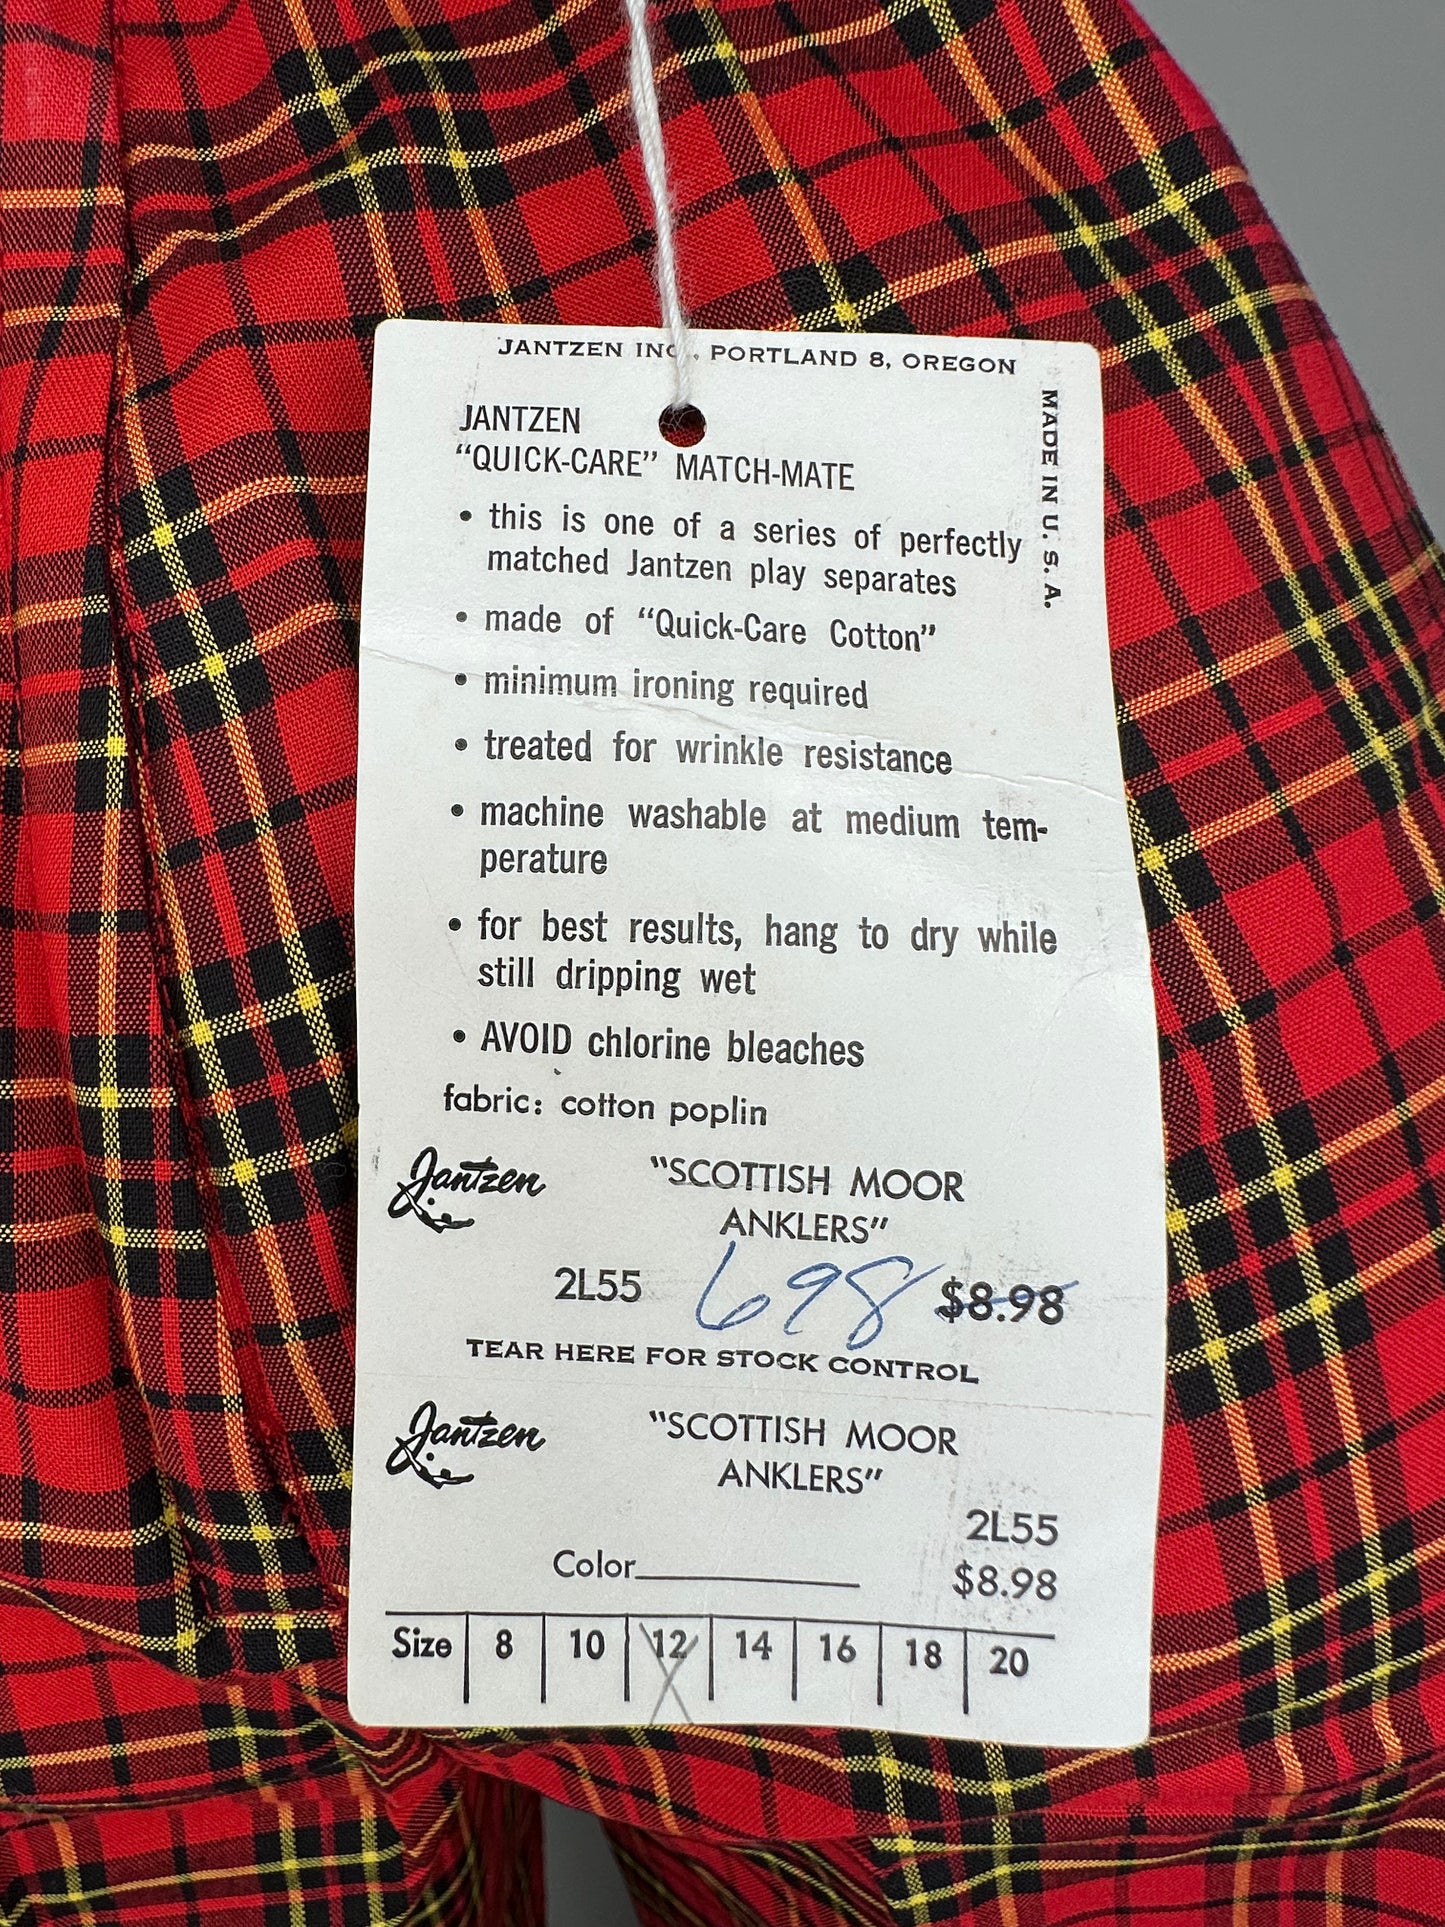 JANTZEN INC., PORTLAND 8, OREGON
MADE IN U. S. A.
JANTZEN
“QUICK-CARE” MATCH-MATE
• this is one of a series of perfectly
matched Jantzen play separates
• made of “Quick-Care Cotton”
• minimum ironing required
• treated for wrinkle resistance
• machine washable at medium tem-
perature
• for best results, hang to dry while
still dripping wet
• AVOID chlorine bleaches
fabric: cotton poplin
Jantzen "SCOTTISH MOOR
ANKLERS"
2L55 698 $8.98
TEAR HERE FOR STOCK CONTROL
Jantzen "SCOTTISH MOOR
ANKLERS"
2L55
Color $8.98
Size 8 10 12 14 16 18 20